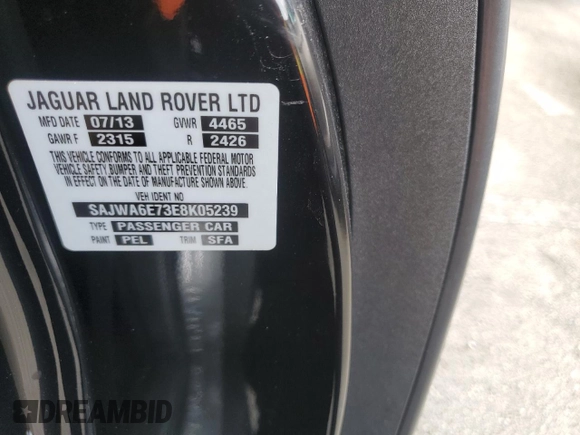 JAGUAR LAND ROVER LTD
MFD DATE 07/13 GVWR 4465
GAWR F 2315 R 2426
THIS VEHICLE CONFORMS TO ALL APPLICABLE FEDERAL MOTOR
VEHICLE SAFETY, BUMPER AND THEFT PREVENTION STANDARDS
IN EFFECT ON THE DATE OF MANUFACTURE SHOWN ABOVE.
VEH IDENT NO
SAJWA6E73E8K05239
TYPE PASSENGER CAR
PAINT PEL TRIM SFA
DREAMBID